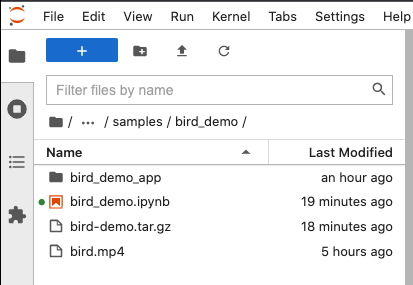 File Edit View Run Kernel Tabs Settings Help
+
Filter files by name
/ ... / samples / bird_demo /
Name Last Modified
bird_demo_app an hour ago
bird_demo.ipynb 19 minutes ago
bird-demo.tar.gz 18 minutes ago
bird.mp4 5 hours ago